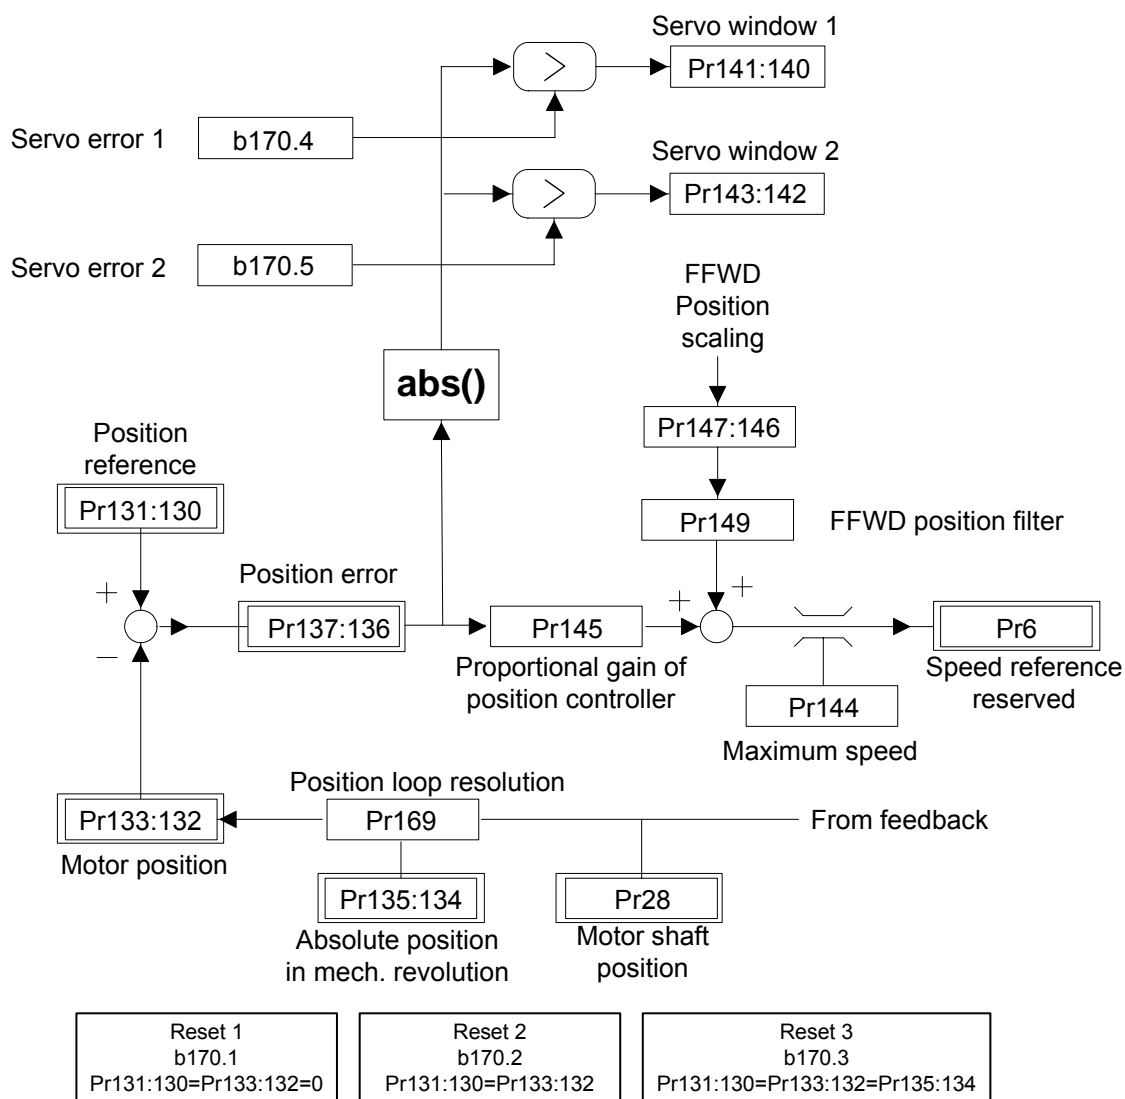 Servo window 1
>
Pr141:140
Servo error 1
b170.4
Servo window 2
>
Pr143:142
Servo error 2
b170.5
FFWD
Position
scaling
abs()
Pr147:146
Position
reference
Pr131:130
Pr149
FFWD position filter
+
Position error
+
+
Pr137:136
Pr145
Pr6
−
Proportional gain of
position controller
Speed reference
reserved
Pr144
Maximum speed
Position loop resolution
Pr133:132
Pr169
From feedback
Motor position
Pr135:134
Pr28
Absolute position
in mech. revolution
Motor shaft
position
Reset 1
b170.1
Pr131:130=Pr133:132=0
Reset 2
b170.2
Pr131:130=Pr133:132
Reset 3
b170.3
Pr131:130=Pr133:132=Pr135:134